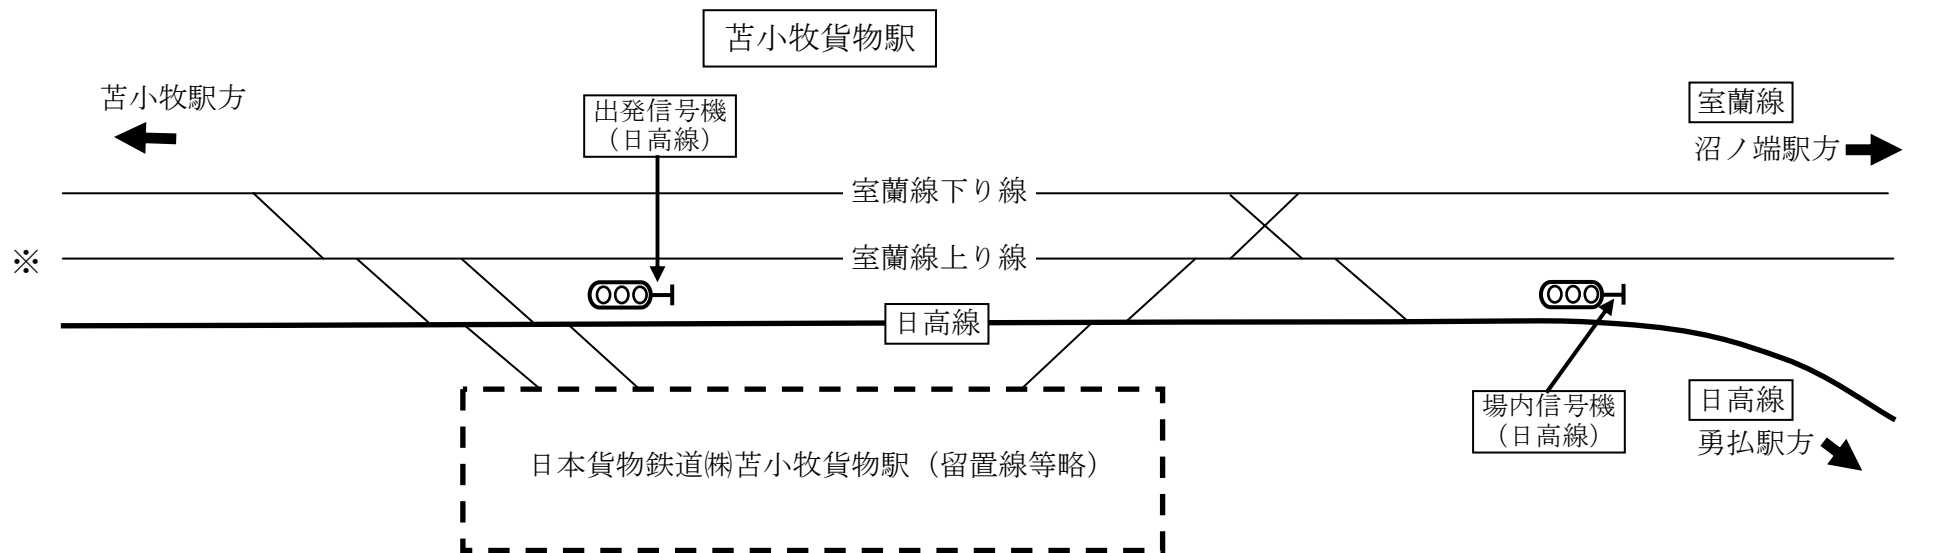 苫小牧貨物駅
苫小牧駅方
出発信号機
（日高線）
室蘭線
沼ノ端駅方
室蘭線下り線
※
室蘭線上り線
日高線
場内信号機
（日高線）
日高線
勇払駅方
日本貨物鉄道㈱苫小牧貨物駅（留置線等略）